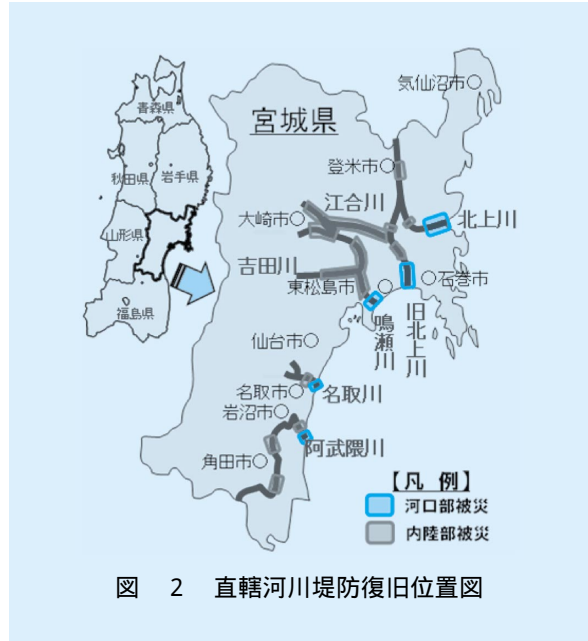 青森県
秋田県
岩手県
山形県
福島県
宮城県
気仙沼市
登米市
江合川
大崎市
北上川
吉田川
東松島市
石巻市
旧北上川
鳴瀬川
仙台市
名取市
名取川
岩沼市
阿武隈川
角田市
【凡 例】
河口部被災
内陸部被災
図 2 直轄河川堤防復旧位置図